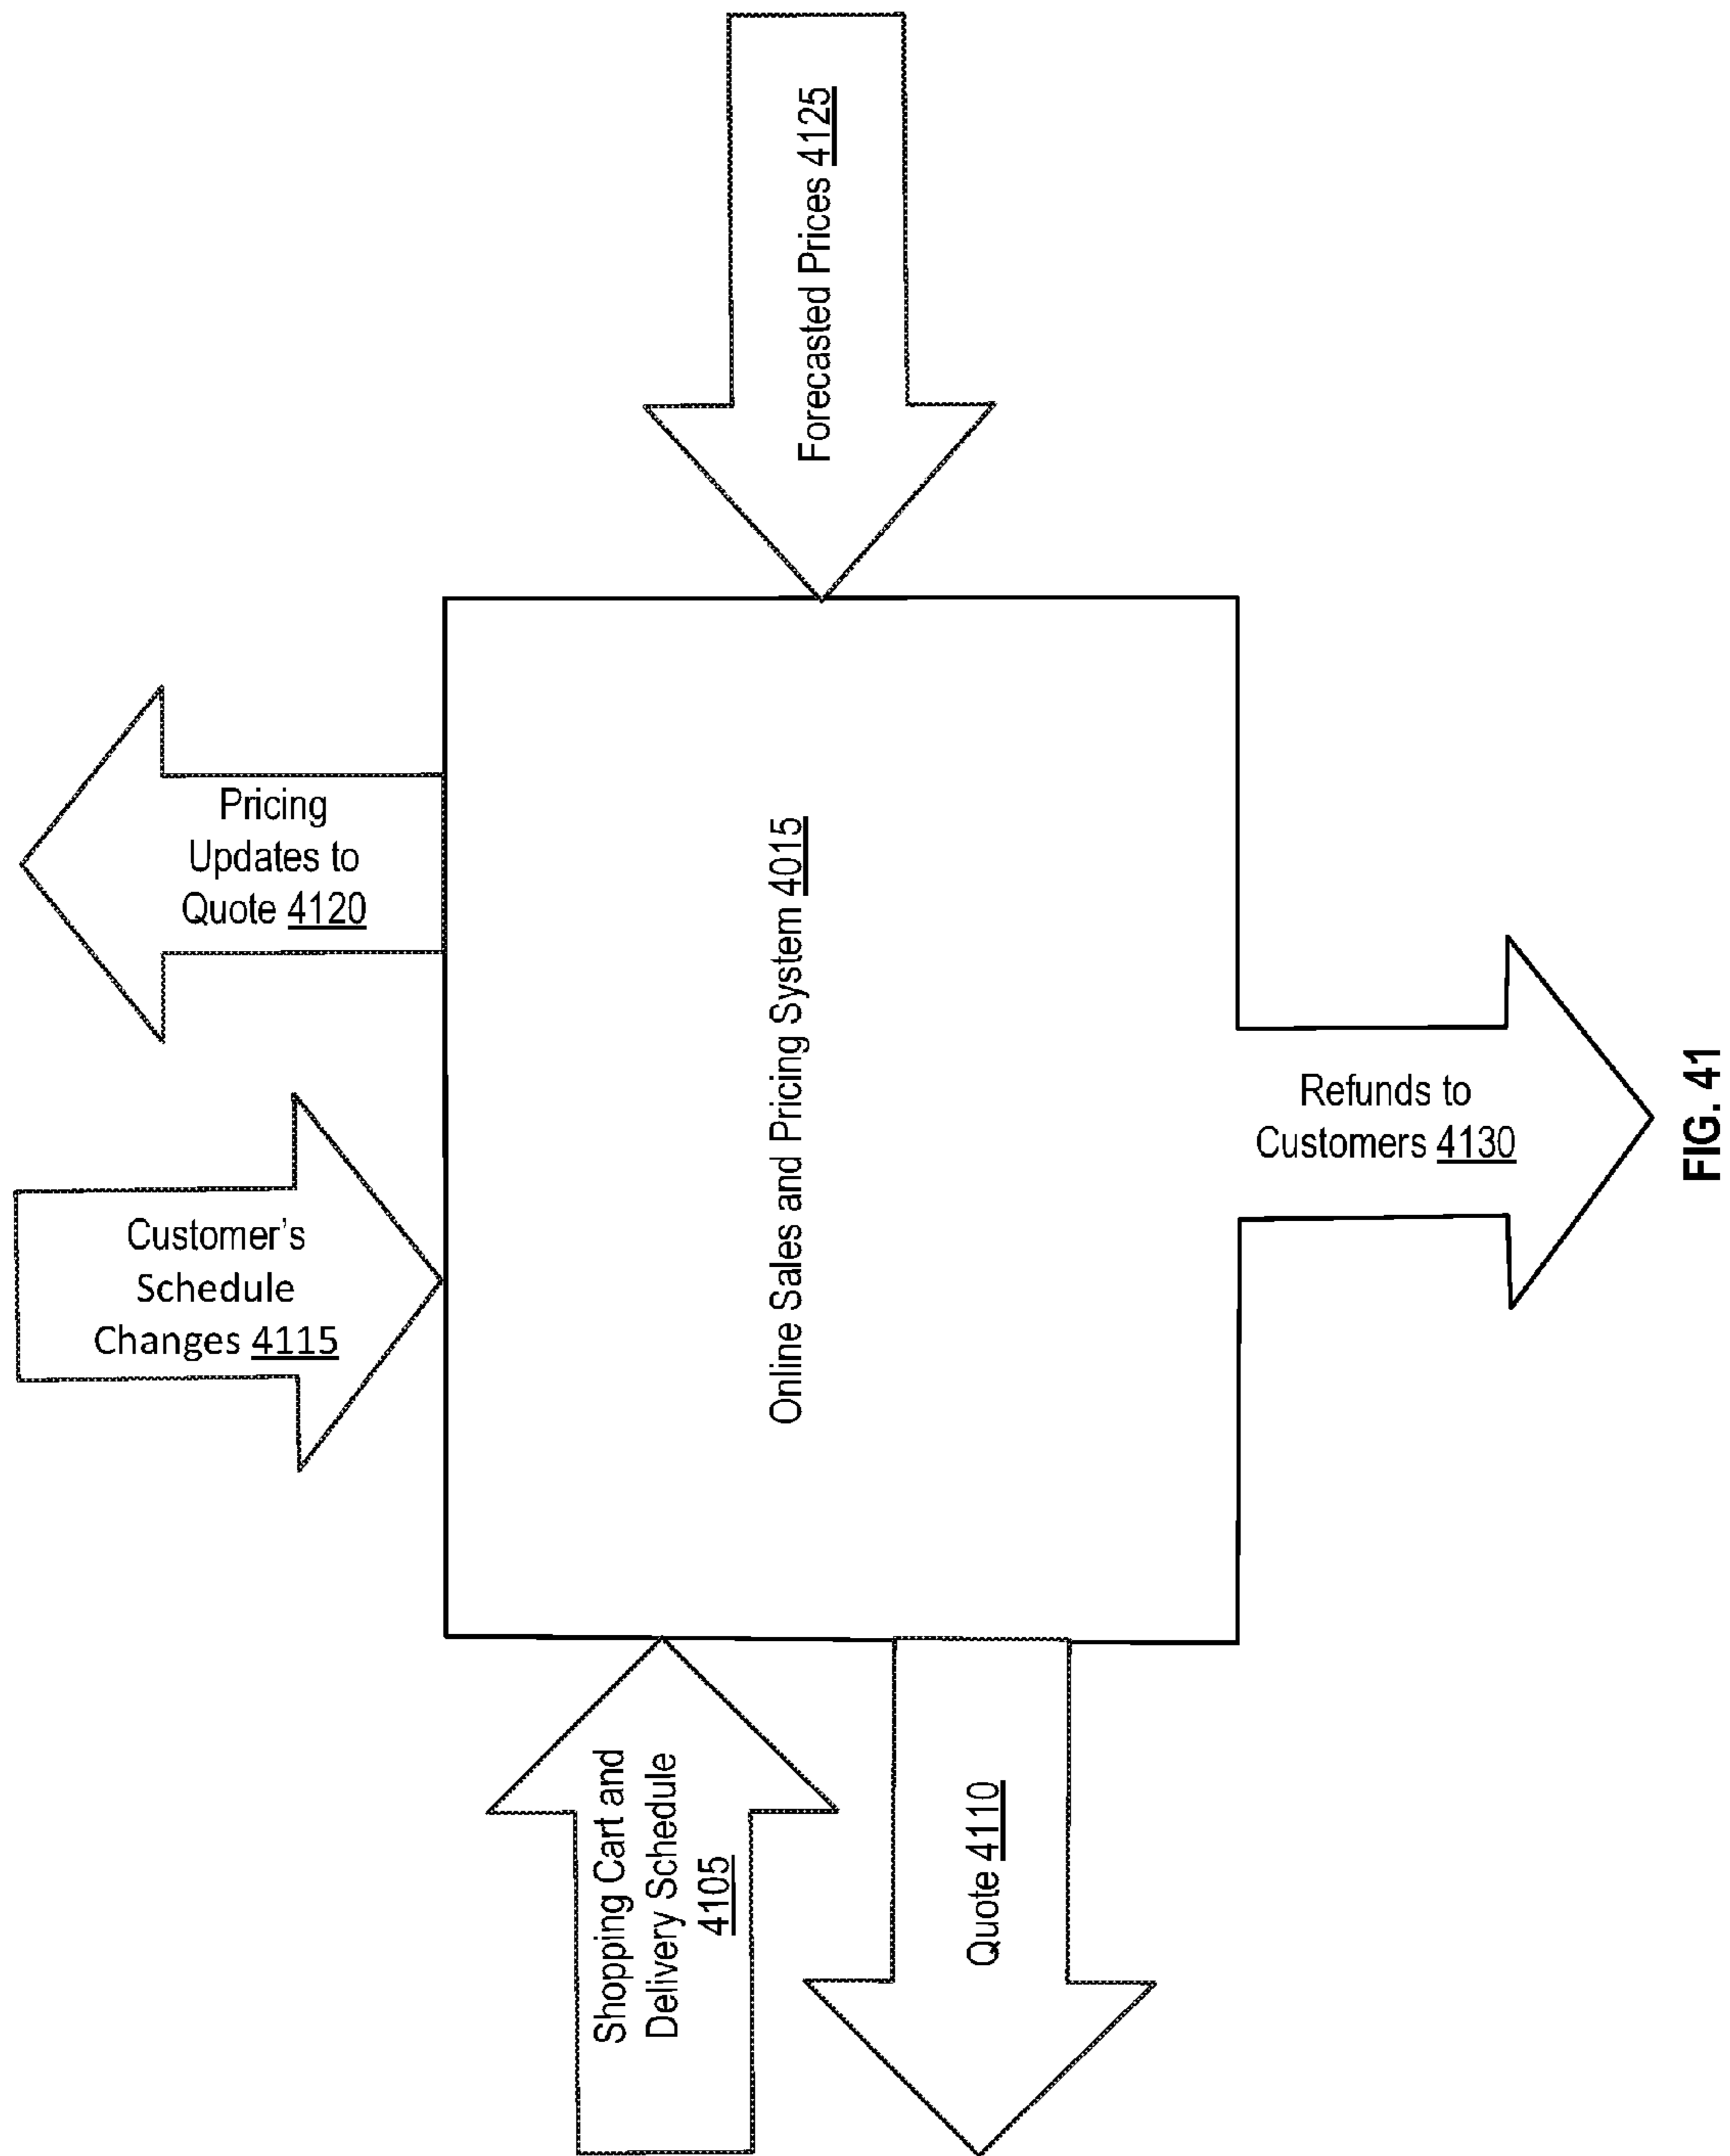 Customer's
Schedule
Changes 4115
Pricing
Updates to
Quote 4120
Shopping Cart and
Delivery Schedule
4105
Online Sales and Pricing System 4015
Forecasted Prices 4125
Quote 4110
Refunds to
Customers 4130
FIG. 41